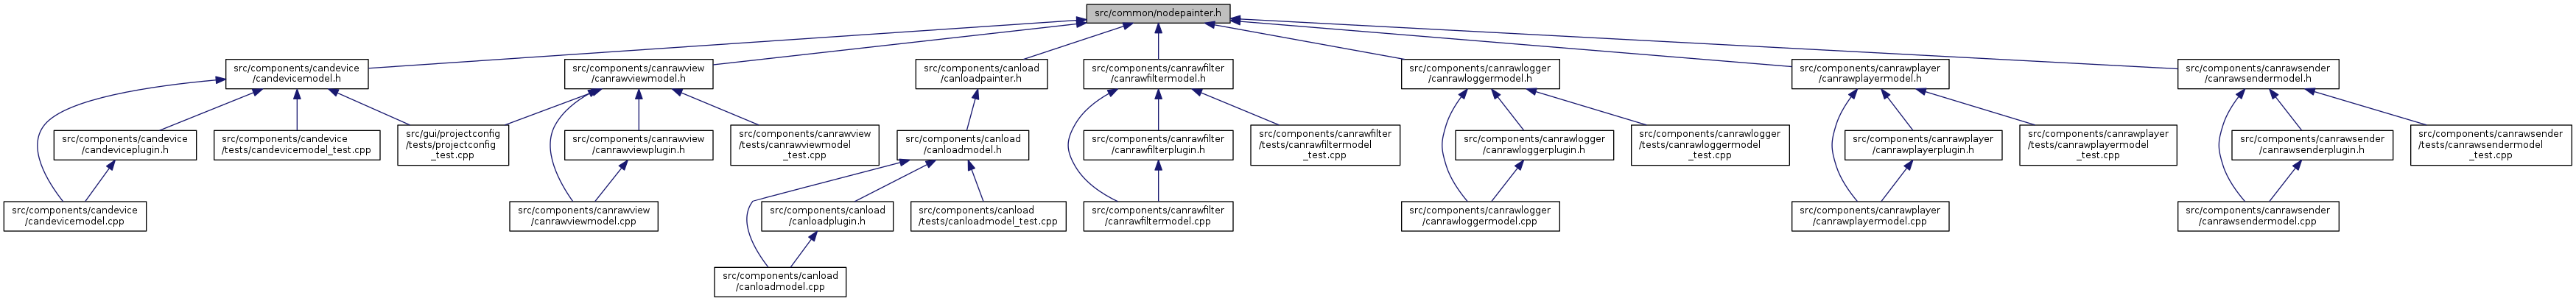 src/common/nodepainter.h
src/components/candevice
/candevicemodel.h
src/components/canrawview
/canrawviewmodel.h
src/components/canload
/canloadpainter.h
src/components/canrawfilter
/canrawfiltermodel.h
src/components/canrawlogger
/canrawloggermodel.h
src/components/canrawplayer
/canrawplayermodel.h
src/components/canrawsender
/canrawsendermodel.h
src/components/candevice
/candeviceplugin.h
src/components/candevice
/tests/candevicemodel_test.cpp
src/gui/projectconfig
/tests/projectconfig
_test.cpp
src/components/canrawview
/canrawviewplugin.h
src/components/canrawview
/tests/canrawviewmodel
_test.cpp
src/components/canload
/canloadmodel.h
src/components/canrawfilter
/canrawfilterplugin.h
src/components/canrawfilter
/tests/canrawfiltermodel
_test.cpp
src/components/canrawlogger
/canrawloggerplugin.h
src/components/canrawlogger
/tests/canrawloggermodel
_test.cpp
src/components/canrawplayer
/canrawplayerplugin.h
src/components/canrawplayer
/tests/canrawplayermodel
_test.cpp
src/components/canrawsender
/canrawsenderplugin.h
src/components/canrawsender
/tests/canrawsendermodel
_test.cpp
src/components/candevice
/candevicemodel.cpp
src/components/canrawview
/canrawviewmodel.cpp
src/components/canload
/canloadplugin.h
src/components/canload
/tests/canloadmodel_test.cpp
src/components/canrawfilter
/canrawfiltermodel.cpp
src/components/canrawlogger
/canrawloggermodel.cpp
src/components/canrawplayer
/canrawplayermodel.cpp
src/components/canrawsender
/canrawsendermodel.cpp
src/components/canload
/canloadmodel.cpp